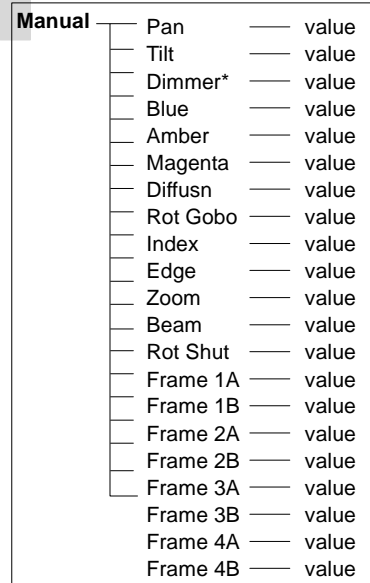 Manual Pan value
Tilt value
Dimmer* value
Blue value
Amber value
Magenta value
Diffusn value
Rot Gobo value
Index value
Edge value
Zoom value
Beam value
Rot Shut value
Frame 1A value
Frame 1B value
Frame 2A value
Frame 2B value
Frame 3A value
Frame 3B value
Frame 4A value
Frame 4B value